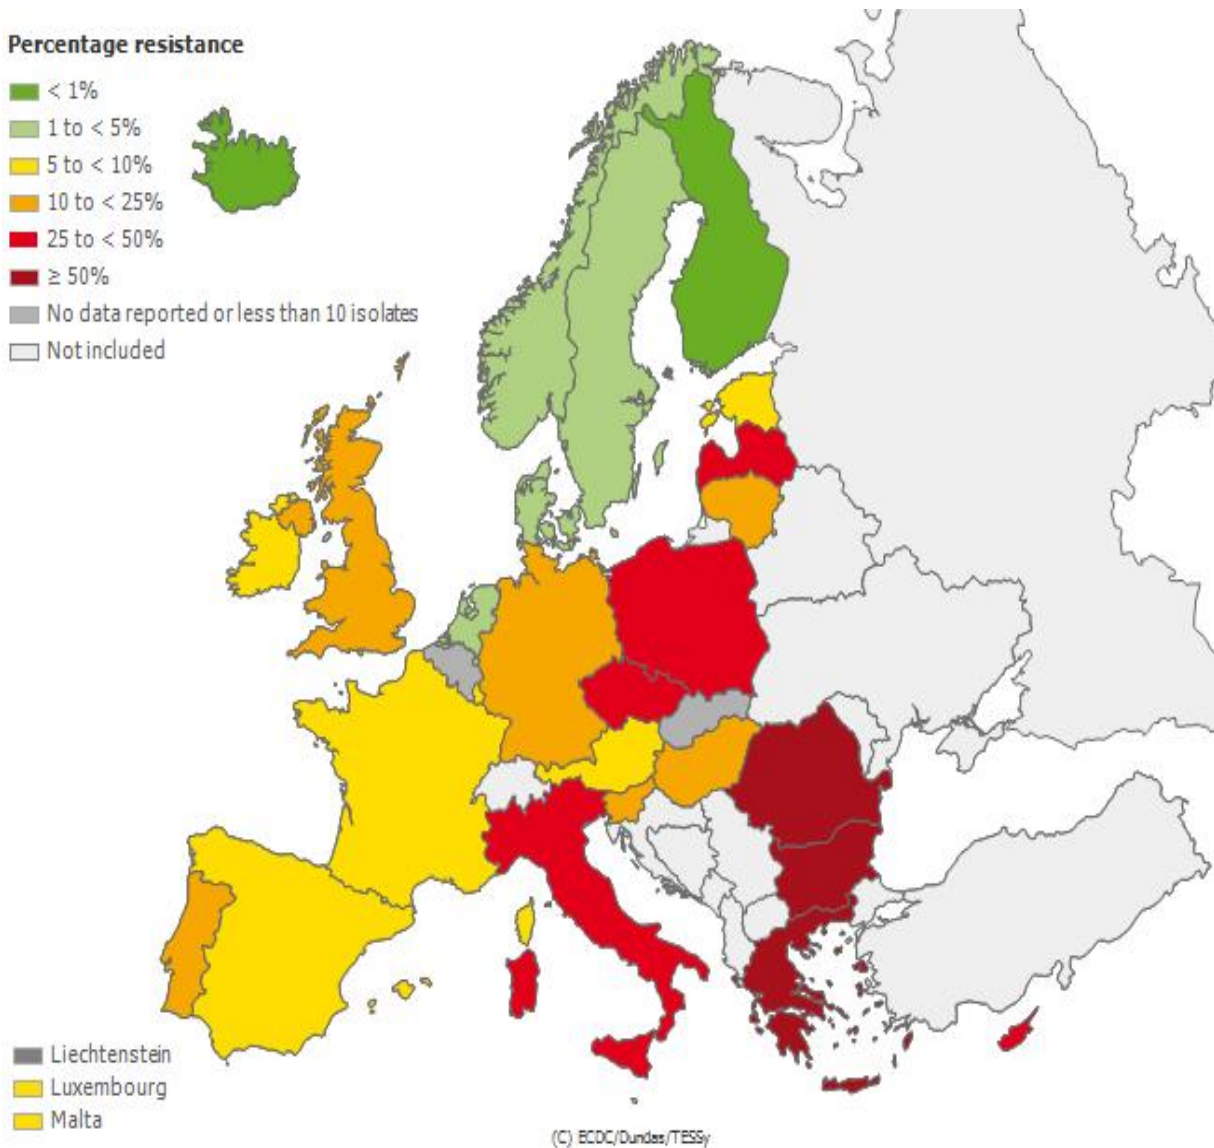 Percentage resistance
< 1%
1 to < 5%
5 to < 10%
10 to < 25%
25 to < 50%
≥ 50%
No data reported or less than 10 isolates
Not included
Liechtenstein
Luxembourg
Malta
(C) ECDC/Dundas/TESSy